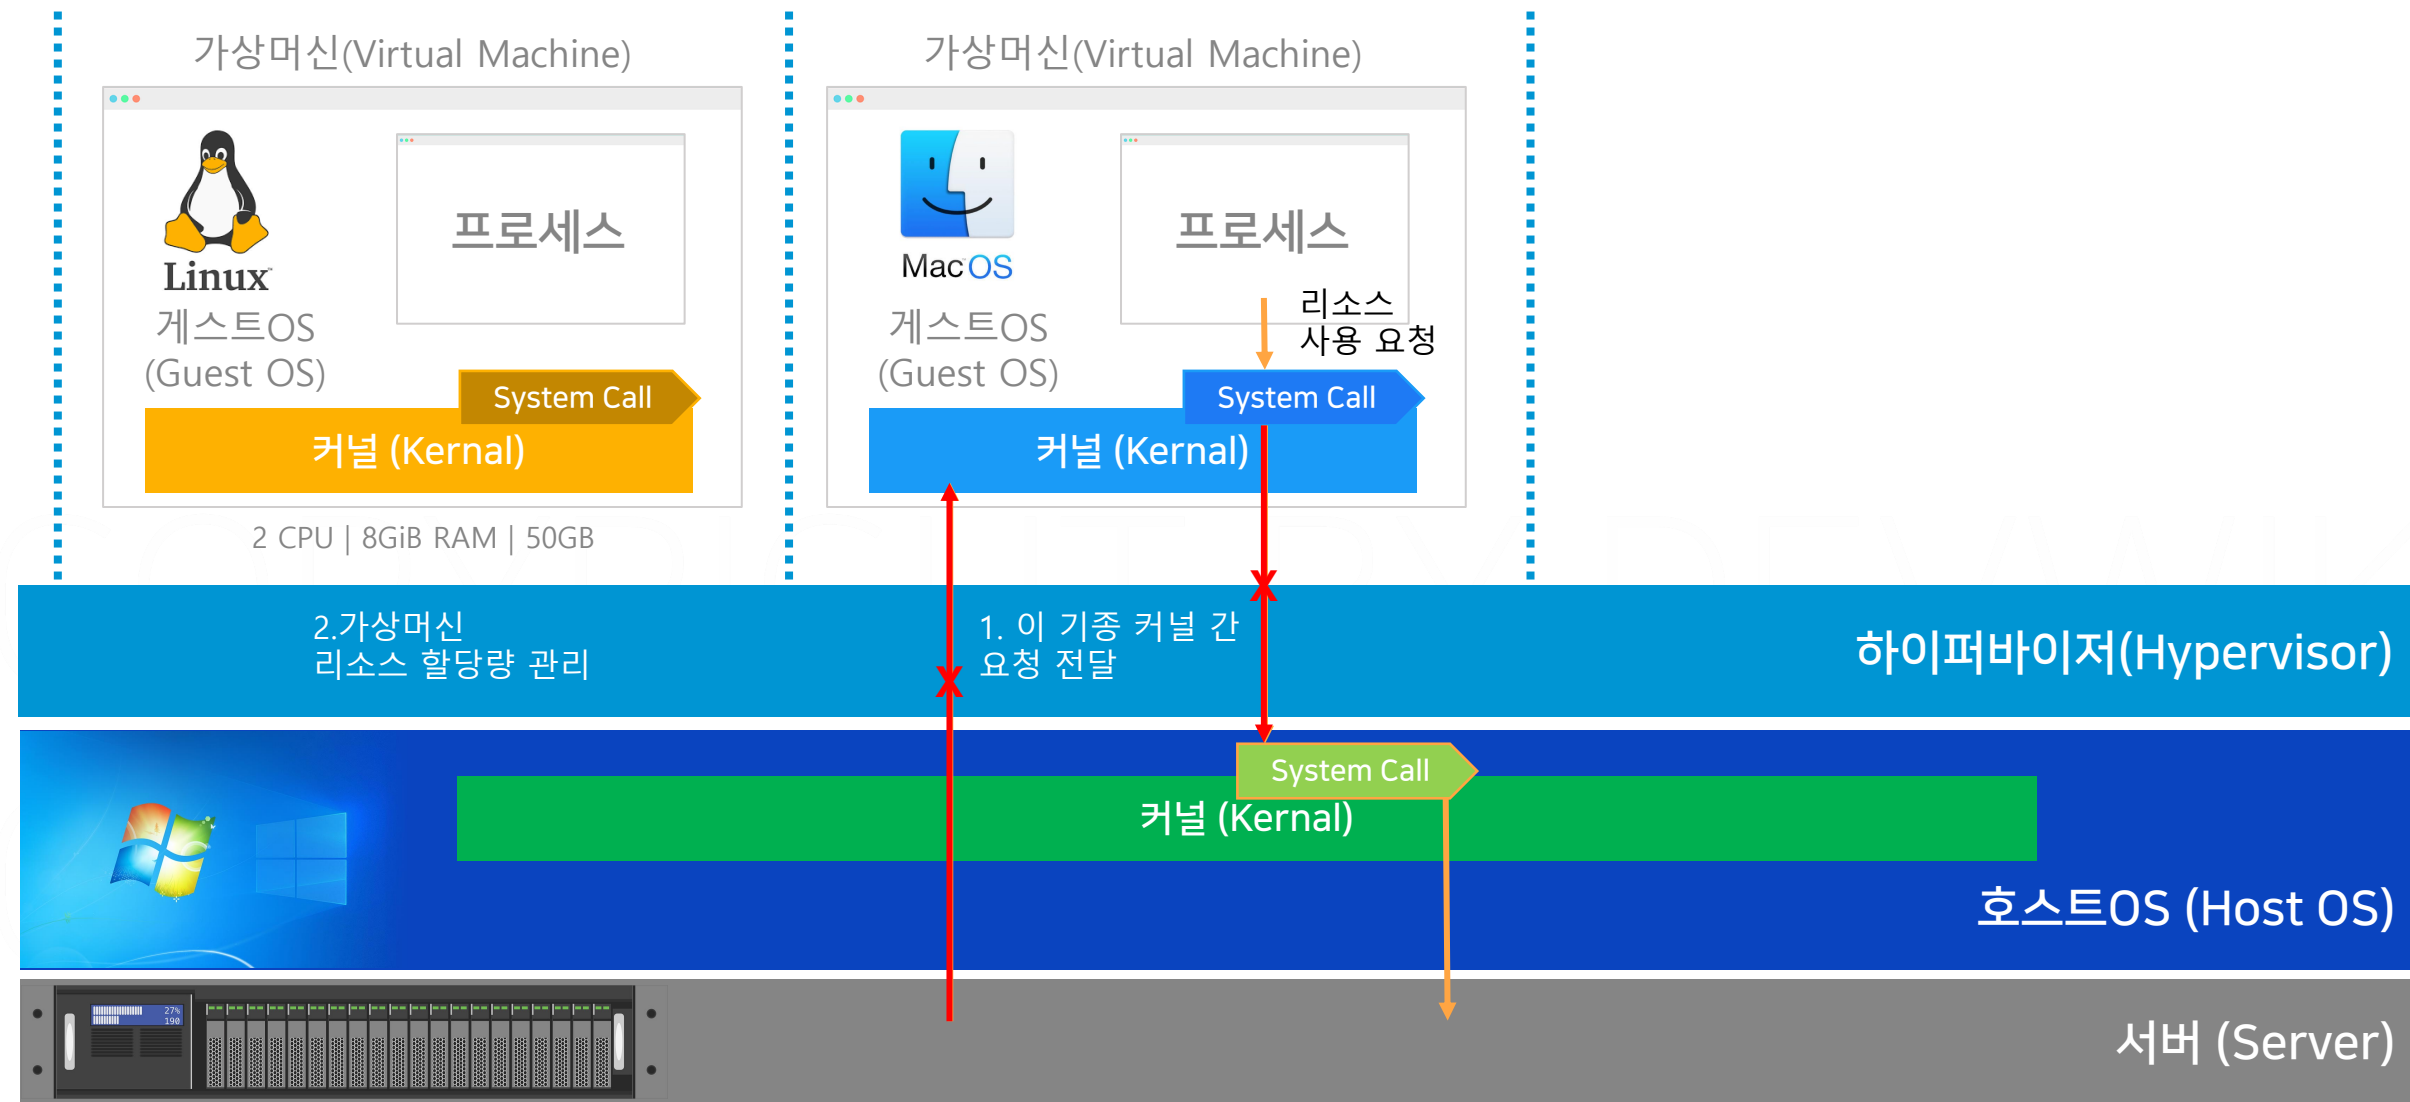 가상머신(Virtual Machine)
Linux
게스트OS
(Guest OS)
프로세스
System Call
커널 (Kernal)
2 CPU | 8GiB RAM | 50GB
가상머신(Virtual Machine)
MacOS
게스트OS
(Guest OS)
프로세스
리소스
사용 요청
System Call
커널 (Kernal)
2.가상머신
리소스 할당량 관리
1. 이 기종 커널 간
요청 전달
X
X
하이퍼바이저(Hypervisor)
System Call
커널 (Kernal)
호스트OS (Host OS)
27%
190
서버 (Server)